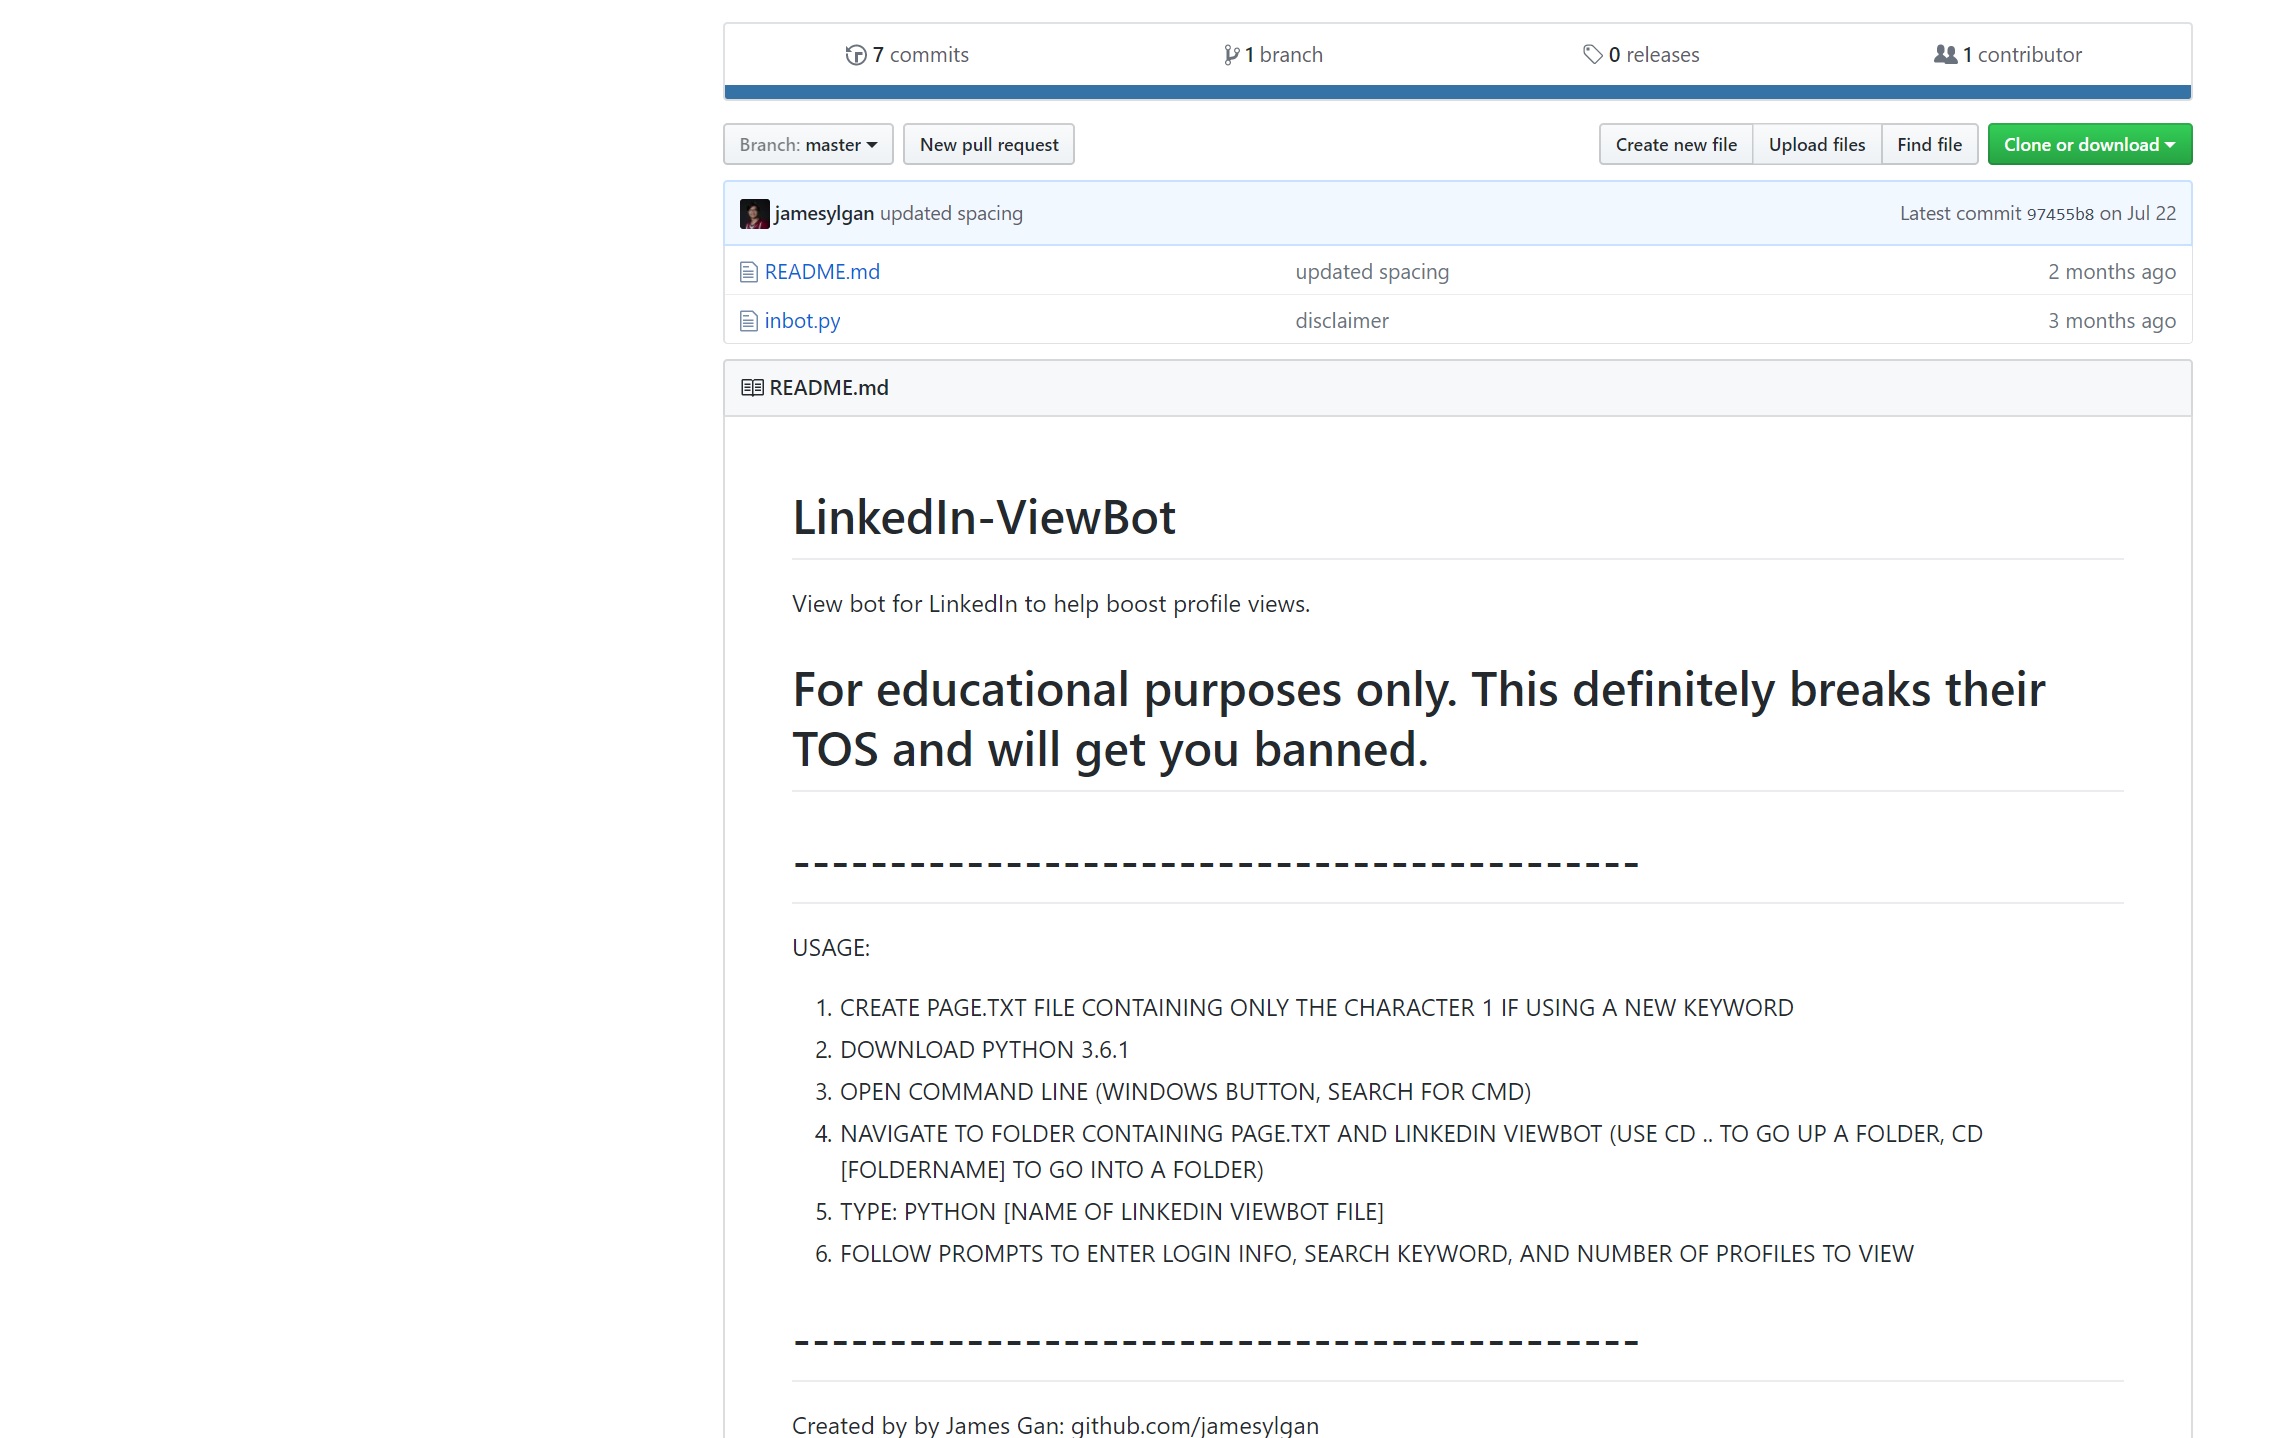 7 commits
1 branch
0 releases
1 contributor
Branch: master
New pull request
Create new file
Upload files
Find file
Clone or download
jamesylgan updated spacing
Latest commit 97455b8 on Jul 22
README.md updated spacing 2 months ago
inbot.py disclaimer 3 months ago
README.md
LinkedIn-ViewBot
View bot for LinkedIn to help boost profile views.
For educational purposes only. This definitely breaks their
TOS and will get you banned.
--------------------------------------------
USAGE:
1. CREATE PAGE.TXT FILE CONTAINING ONLY THE CHARACTER 1 IF USING A NEW KEYWORD
2. DOWNLOAD PYTHON 3.6.1
3. OPEN COMMAND LINE (WINDOWS BUTTON, SEARCH FOR CMD)
4. NAVIGATE TO FOLDER CONTAINING PAGE.TXT AND LINKEDIN VIEWBOT (USE CD .. TO GO UP A FOLDER, CD
[FOLDERNAME] TO GO INTO A FOLDER)
5. TYPE: PYTHON [NAME OF LINKEDIN VIEWBOT FILE]
6. FOLLOW PROMPTS TO ENTER LOGIN INFO, SEARCH KEYWORD, AND NUMBER OF PROFILES TO VIEW
--------------------------------------------
Created by by James Gan: github.com/jamesylgan